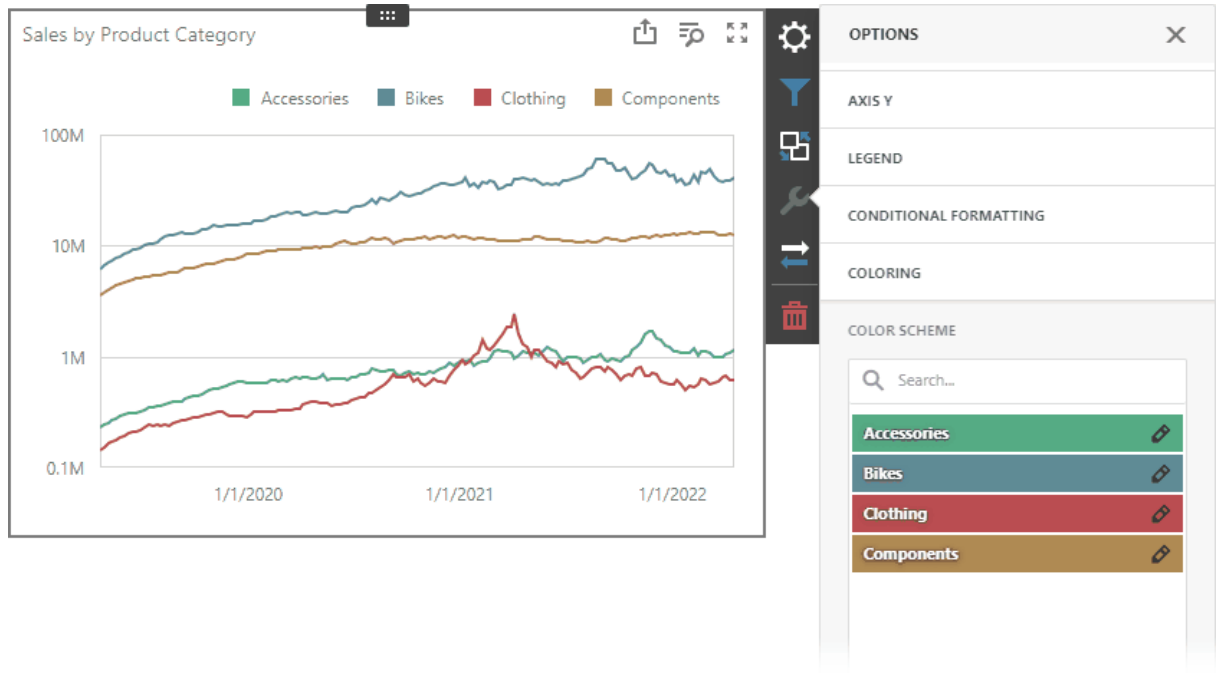 Sales by Product Category
Accessories Bikes Clothing Components
100M
10M
1M
0.1M
1/1/2020 1/1/2021 1/1/2022
OPTIONS
AXIS Y
LEGEND
CONDITIONAL FORMATTING
COLORING
COLOR SCHEME
Search...
Accessories
Bikes
Clothing
Components